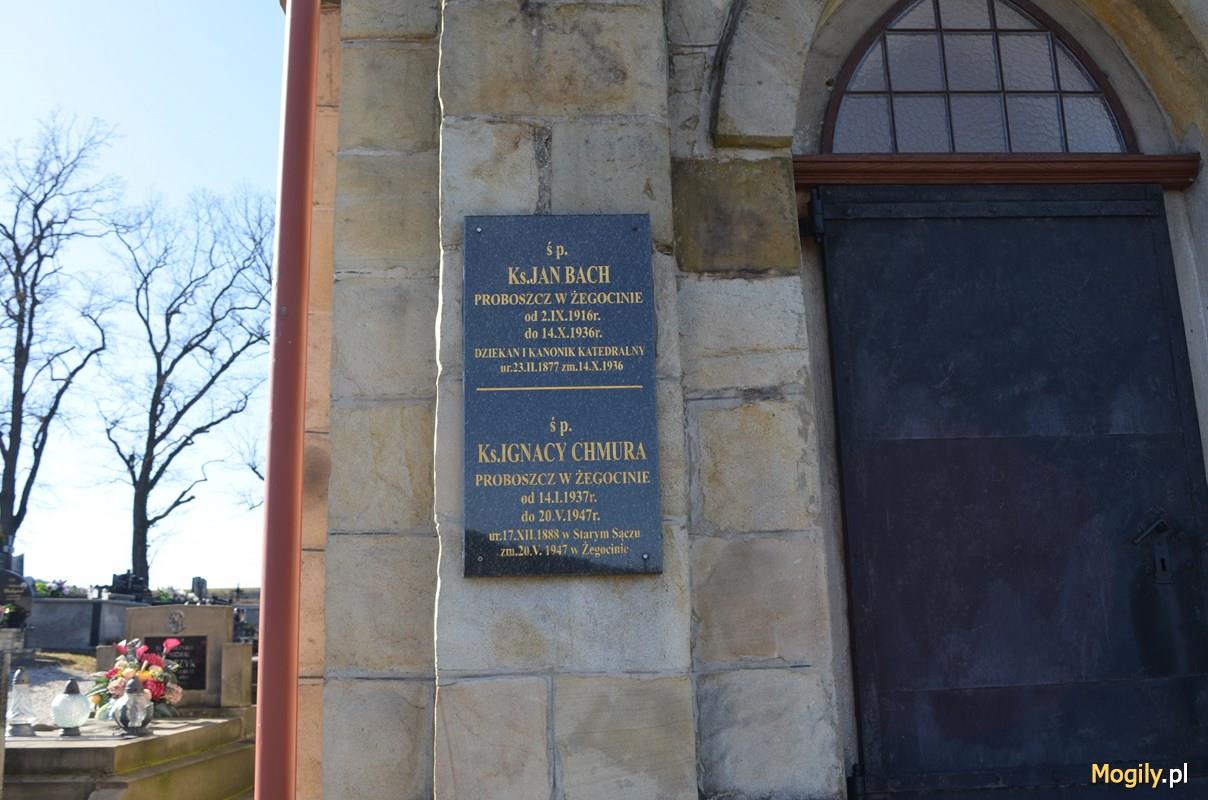 ś p.
Ks.JAN BACH
PROBOSZCZ W ŻEGOCINIE
od 2.IX.1916r.
do 14.X.1936r.
DZIEKAN I KANONIK KATEDRALNY
ur.23.II.1877 zm.14.X.1936
ś p.
Ks.IGNACY CHMURA
PROBOSZCZ W ŻEGOCINIE
od 14.I.1937r.
do 20.V.1947r.
ur.17.XII.1888 w Starym Sączu
zm.20.V. 1947 w Żegocinie
Mogily.pl